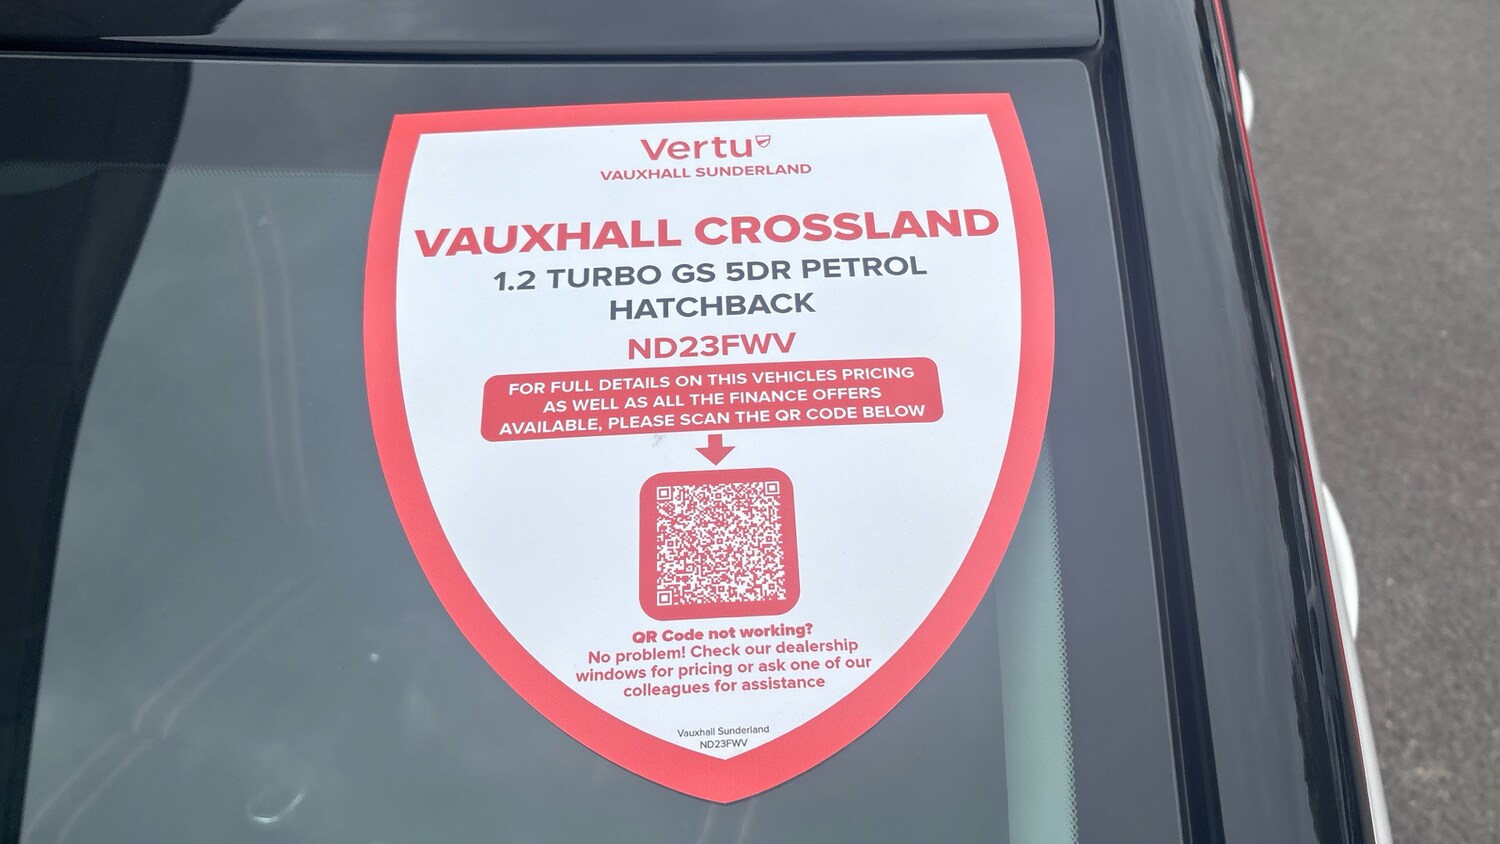 Vertu
VAUXHALL SUNDERLAND
VAUXHALL CROSSLAND
1.2 TURBO GS 5DR PETROL
HATCHBACK
ND23FWV
FOR FULL DETAILS ON THIS VEHICLES PRICING
AS WELL AS ALL THE FINANCE OFFERS
AVAILABLE, PLEASE SCAN THE QR CODE BELOW
QR Code not working?
No problem! Check our dealership
windows for pricing or ask one of our
colleagues for assistance
Vauxhall Sunderland
ND23FWV